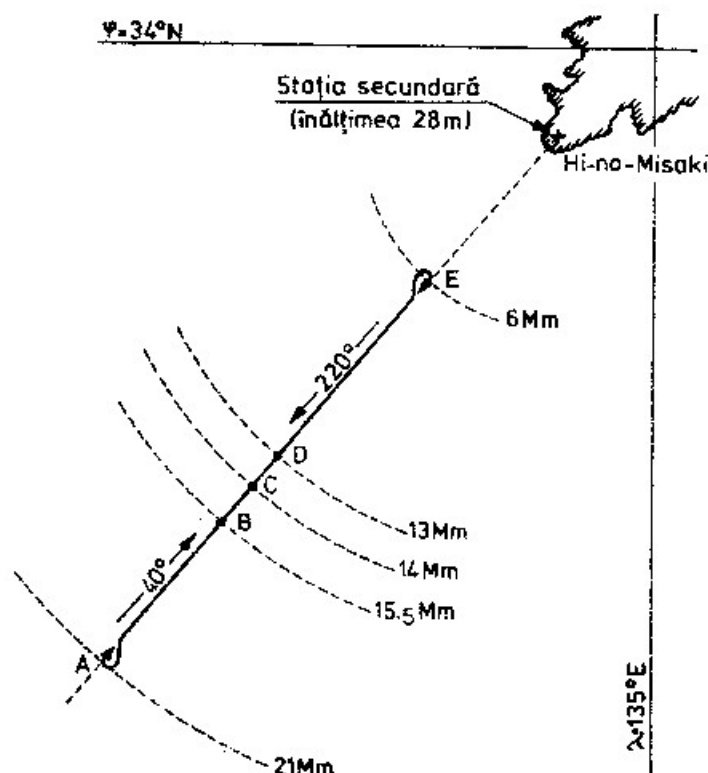 φ=34°N
Stația secundară
(înălțimea 28m)
Hi-no-Misaki
E
6Mm
220°
D
C
13Mm
B
14Mm
40°
15.5Mm
A
λ=135°E
21Mm